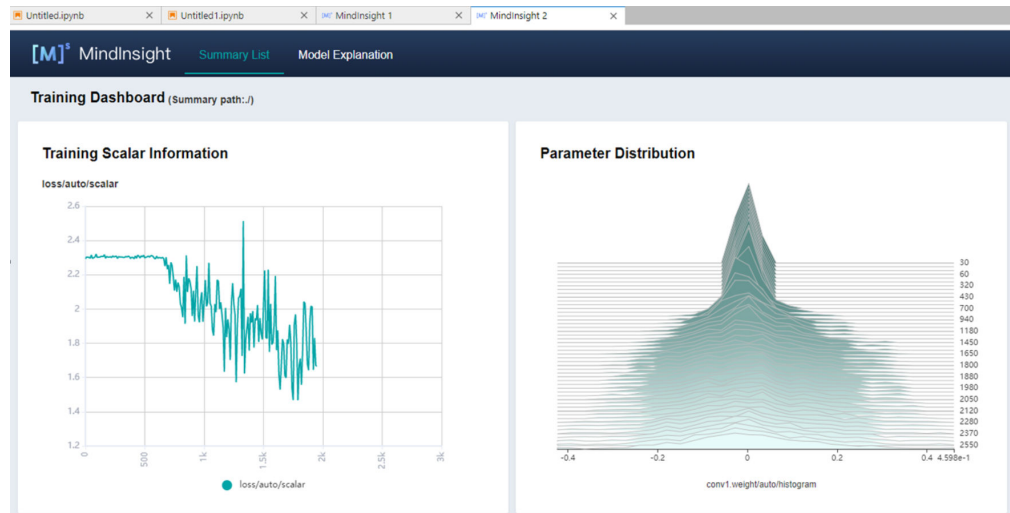 Untitled.ipynb
Untitled1.ipynb
MindInsight 1
MindInsight 2
[M]s MindInsight
Summary List
Model Explanation
Training Dashboard (Summary path:./)
Training Scalar Information
loss/auto/scalar
2.6
2.4
2.2
2
1.8
1.6
1.4
1.2
0
500
1k
1.5k
2k
2.5k
3k
loss/auto/scalar
Parameter Distribution
30
60
320
430
700
940
1180
1450
1650
1800
1880
1980
2050
2120
2280
2370
2550
-0.4
-0.2
0
0.2
0.4
4.598e-1
conv1.weight/auto/histogram